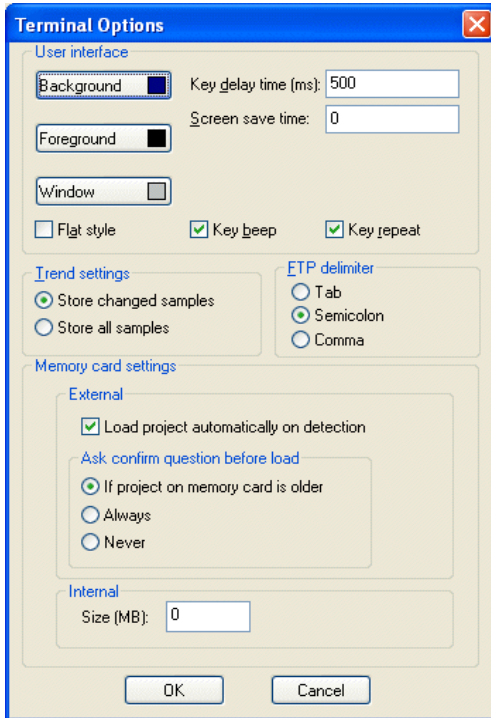 Terminal Options
User interface
Background
Key delay time (ms): 500
Screen save time: 0
Foreground
Window
Flat style
Key beep
Key repeat
Trend settings
Store changed samples
Store all samples
FTP delimiter
Tab
Semicolon
Comma
Memory card settings
External
Load project automatically on detection
Ask confirm question before load
If project on memory card is older
Always
Never
Internal
Size (MB): 0
OK
Cancel